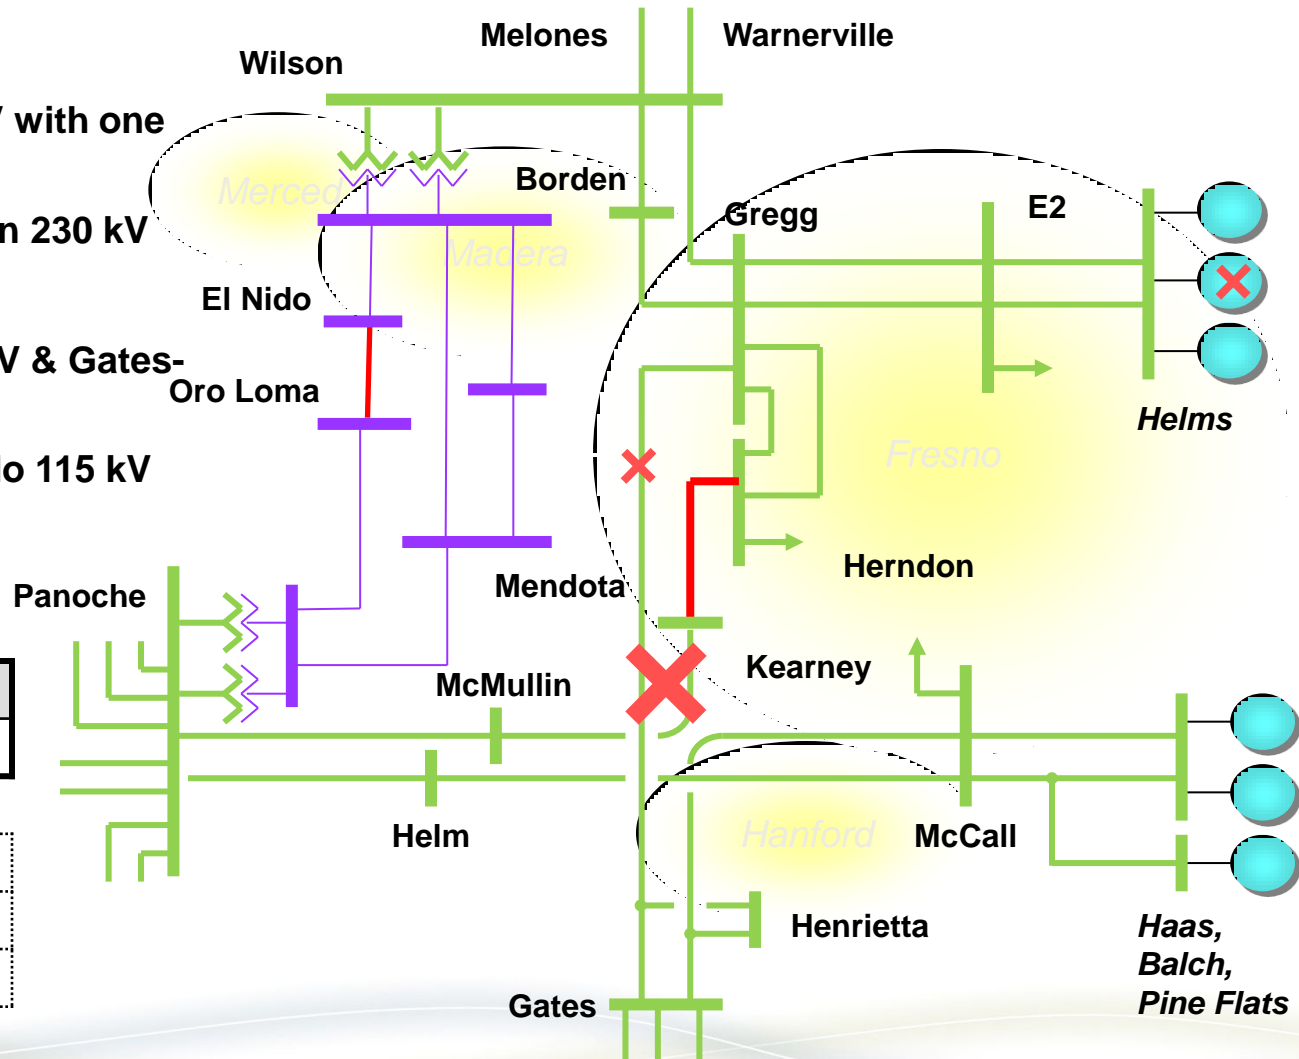 Melones
Warnerville
Wilson
with one
Merced
Borden
Gregg
E2
n 230 kV
Madera
El Nido
V & Gates-
Oro Loma
Helms
Fresno
lo 115 kV
Herndon
Mendota
Panoche
Kearney
McMullin
Helm
Hanford
McCall
Henrietta
Haas,
Balch,
Pine Flats
Gates